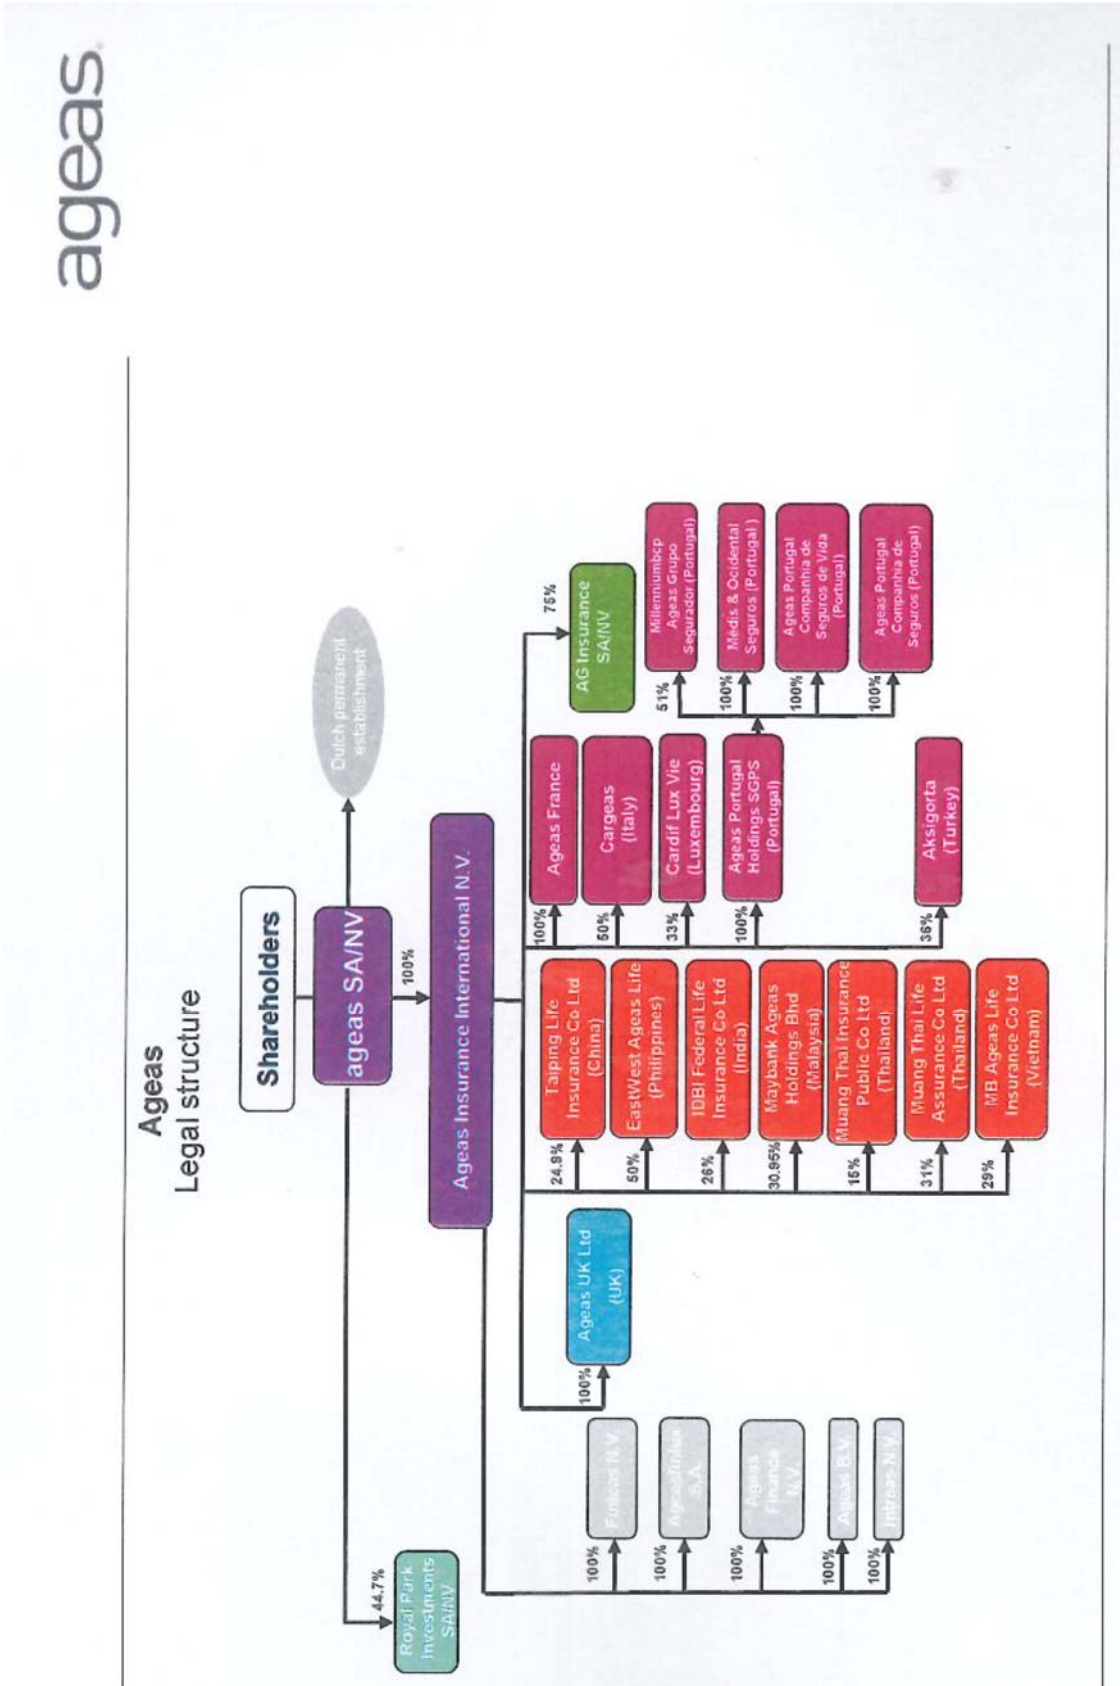 ageas
Ageas
Legal structure
Shareholders
ageas SA/NV
Dutch permanent
establishment
44.7%
Royal Park
Investments
SA/NV
100%
Ageas Insurance International N.V.
100%
100%
Ageasfinlux
S.A.
100%
Ageas
Finance
N.V.
100%
Ageas B.V.
100%
Intreas N.V.
100%
Ageas UK Ltd
(UK)
24.9%
Taiping Life
Insurance Co Ltd
(China)
50%
EastWest Ageas Life
(Philippines)
26%
IDBI Federal Life
Insurance Co Ltd
(India)
30.95%
Maybank Ageas
Holdings Bhd
(Malaysia)
15%
Muang Thai Insurance
Public Co Ltd
(Thailand)
31%
Muang Thai Life
Assurance Co Ltd
(Thailand)
29%
MB Ageas Life
Insurance Co Ltd
(Vietnam)
100%
Ageas France
50%
Cargeas
(Italy)
33%
Cardif Lux Vie
(Luxembourg)
100%
Ageas Portugal
Holdings SGPS
(Portugal)
36%
Aksigorta
(Turkey)
75%
AG Insurance
SA/NV
51%
Millenniumbcp
Ageas Grupo
Segurador (Portugal)
100%
Médis & Ocidental
Seguros (Portugal )
100%
Ageas Portugal
Companhia de
Seguros de Vida
(Portugal)
100%
Ageas Portugal
Companhia de
Seguros (Portugal)